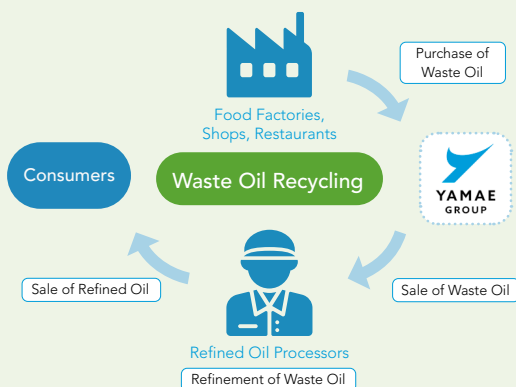 Purchase of
Waste Oil
Food Factories,
Shops, Restaurants
Consumers
Waste Oil Recycling
YAMAE
GROUP
Sale of Refined Oil
Sale of Waste Oil
Refined Oil Processors
Refinement of Waste Oil